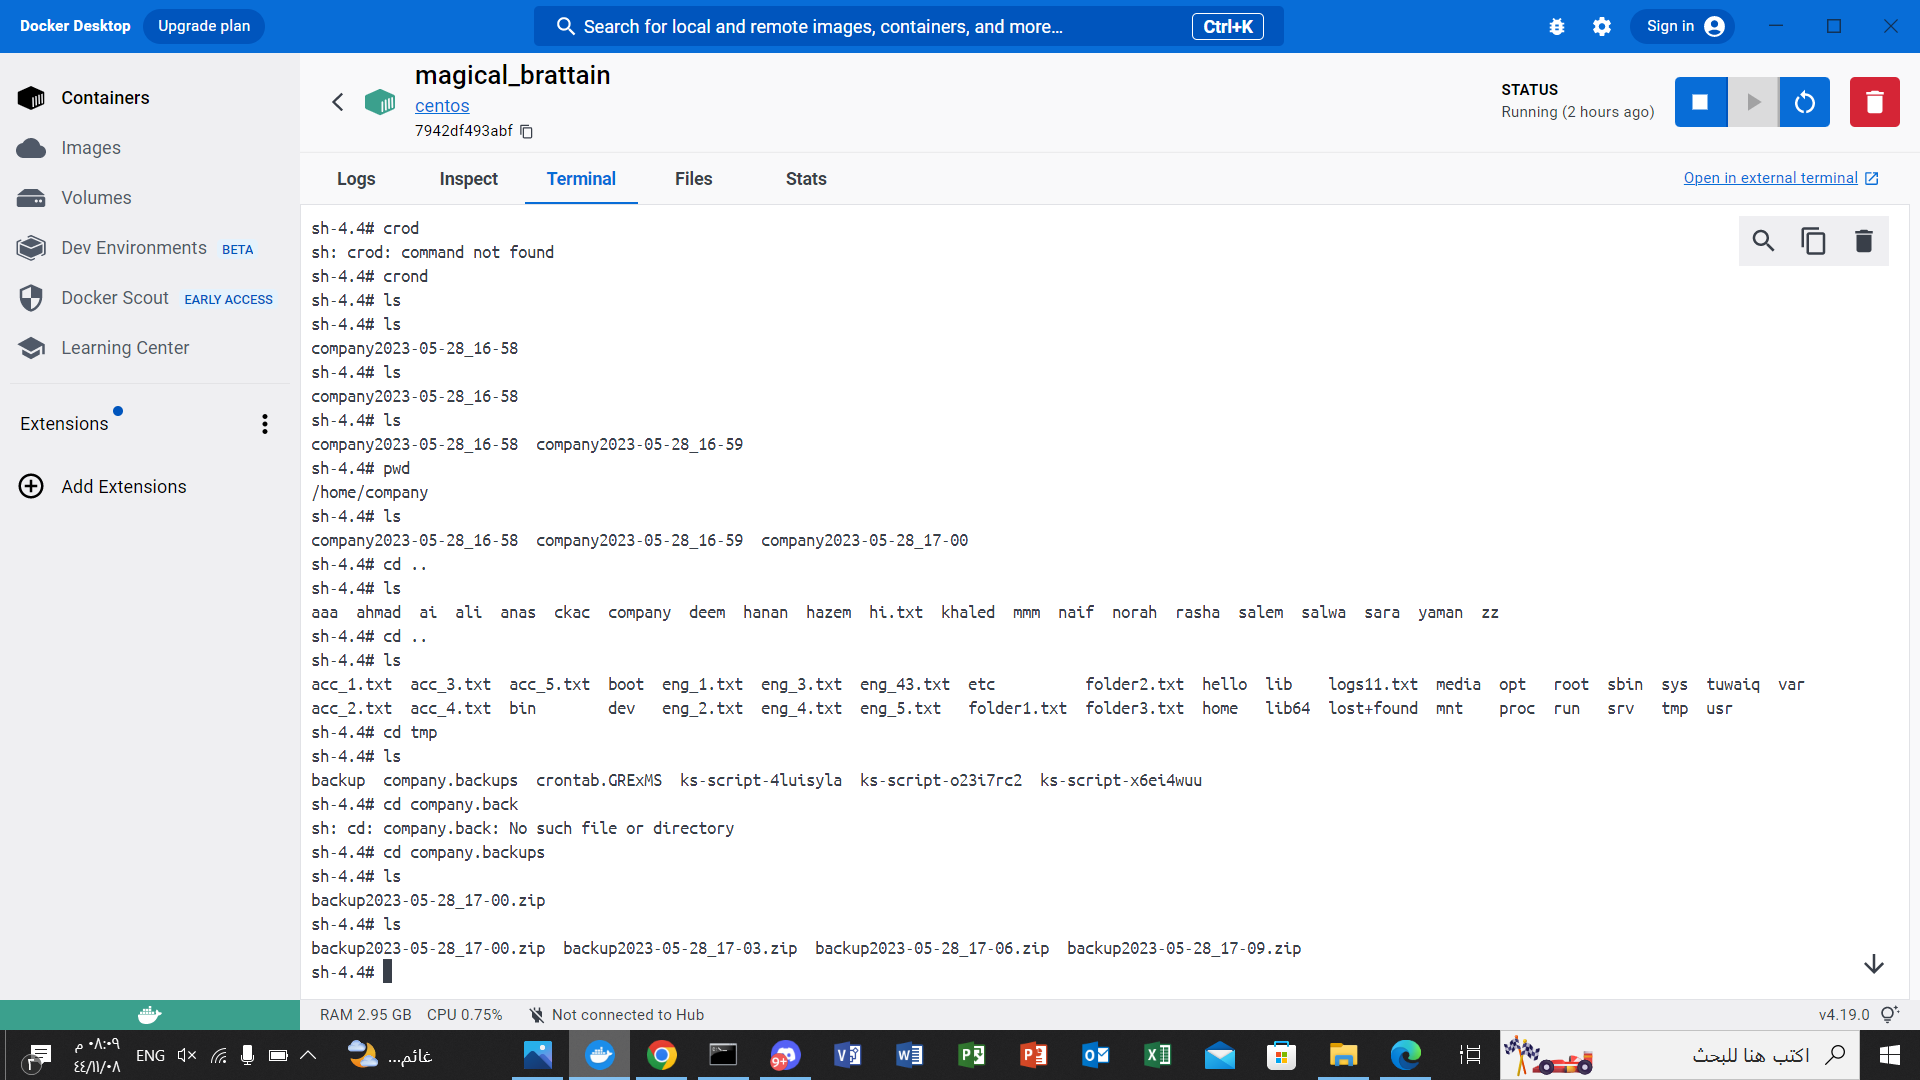 Docker Desktop Upgrade plan Search for local and remote images, containers, and more... Ctrl+K Sign in
Containers
Images
Volumes
Dev Environments BETA
Docker Scout EARLY ACCESS
Learning Center
Extensions
Add Extensions
magical_brattain
centos
7942df493abf
STATUS
Running (2 hours ago)
Logs Inspect Terminal Files Stats Open in external terminal
sh-4.4# crod
sh: crod: command not found
sh-4.4# crond
sh-4.4# ls
sh-4.4# ls
company2023-05-28_16-58
sh-4.4# ls
company2023-05-28_16-58
sh-4.4# ls
company2023-05-28_16-58  company2023-05-28_16-59
sh-4.4# pwd
/home/company
sh-4.4# ls
company2023-05-28_16-58  company2023-05-28_16-59  company2023-05-28_17-00
sh-4.4# cd ..
sh-4.4# ls
aaa  ahmad  ai  ali  anas  ckac  company  deem  hanan  hazem  hi.txt  khaled  mmm  naif  norah  rasha  salem  salwa  sara  yaman  zz
sh-4.4# cd ..
sh-4.4# ls
acc_1.txt  acc_3.txt  acc_5.txt  boot  eng_1.txt  eng_3.txt  eng_43.txt  etc  folder2.txt  hello  lib  logs11.txt  media  opt  root  sbin  sys  tuwaiq  var
acc_2.txt  acc_4.txt  bin  dev  eng_2.txt  eng_4.txt  eng_5.txt  folder1.txt  folder3.txt  home  lib64  lost+found  mnt  proc  run  srv  tmp  usr
sh-4.4# cd tmp
sh-4.4# ls
backup  company.backups  crontab.GRExMS  ks-script-4luisyla  ks-script-o23i7rc2  ks-script-x6ei4wuu
sh-4.4# cd company.back
sh: cd: company.back: No such file or directory
sh-4.4# cd company.backups
sh-4.4# ls
backup2023-05-28_17-00.zip
sh-4.4# ls
backup2023-05-28_17-00.zip  backup2023-05-28_17-03.zip  backup2023-05-28_17-06.zip  backup2023-05-28_17-09.zip
sh-4.4#
RAM 2.95 GB CPU 0.75% Not connected to Hub v4.19.0
٠٨:٠٩ م
٤٤/١١/٠٨
ENG
غائم...
اكتب هنا للبحث